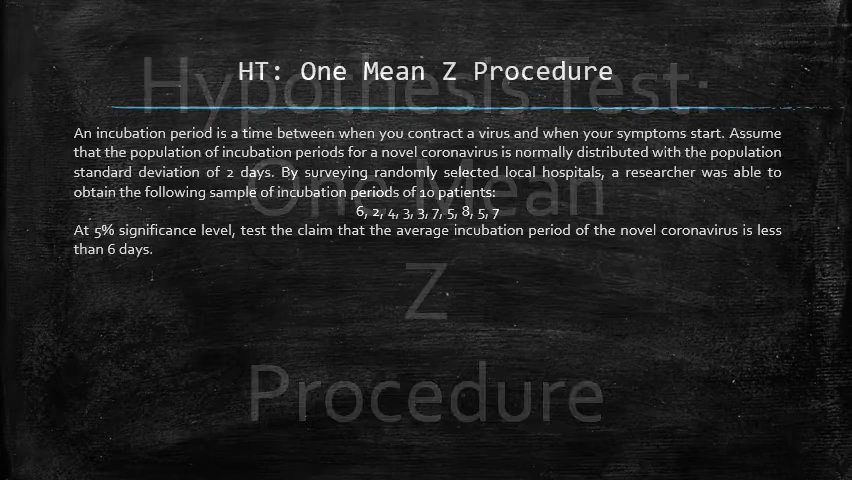 HT: One Mean Z Procedure
Hypothesis Test:
One Mean
Z
Procedure
An incubation period is a time between when you contract a virus and when your symptoms start. Assume
that the population of incubation periods for a novel coronavirus is normally distributed with the population
standard deviation of 2 days. By surveying randomly selected local hospitals, a researcher was able to
obtain the following sample of incubation periods of 10 patients:
6, 2, 4, 3, 3, 7, 5, 8, 5, 7
At 5% significance level, test the claim that the average incubation period of the novel coronavirus is less
than 6 days.